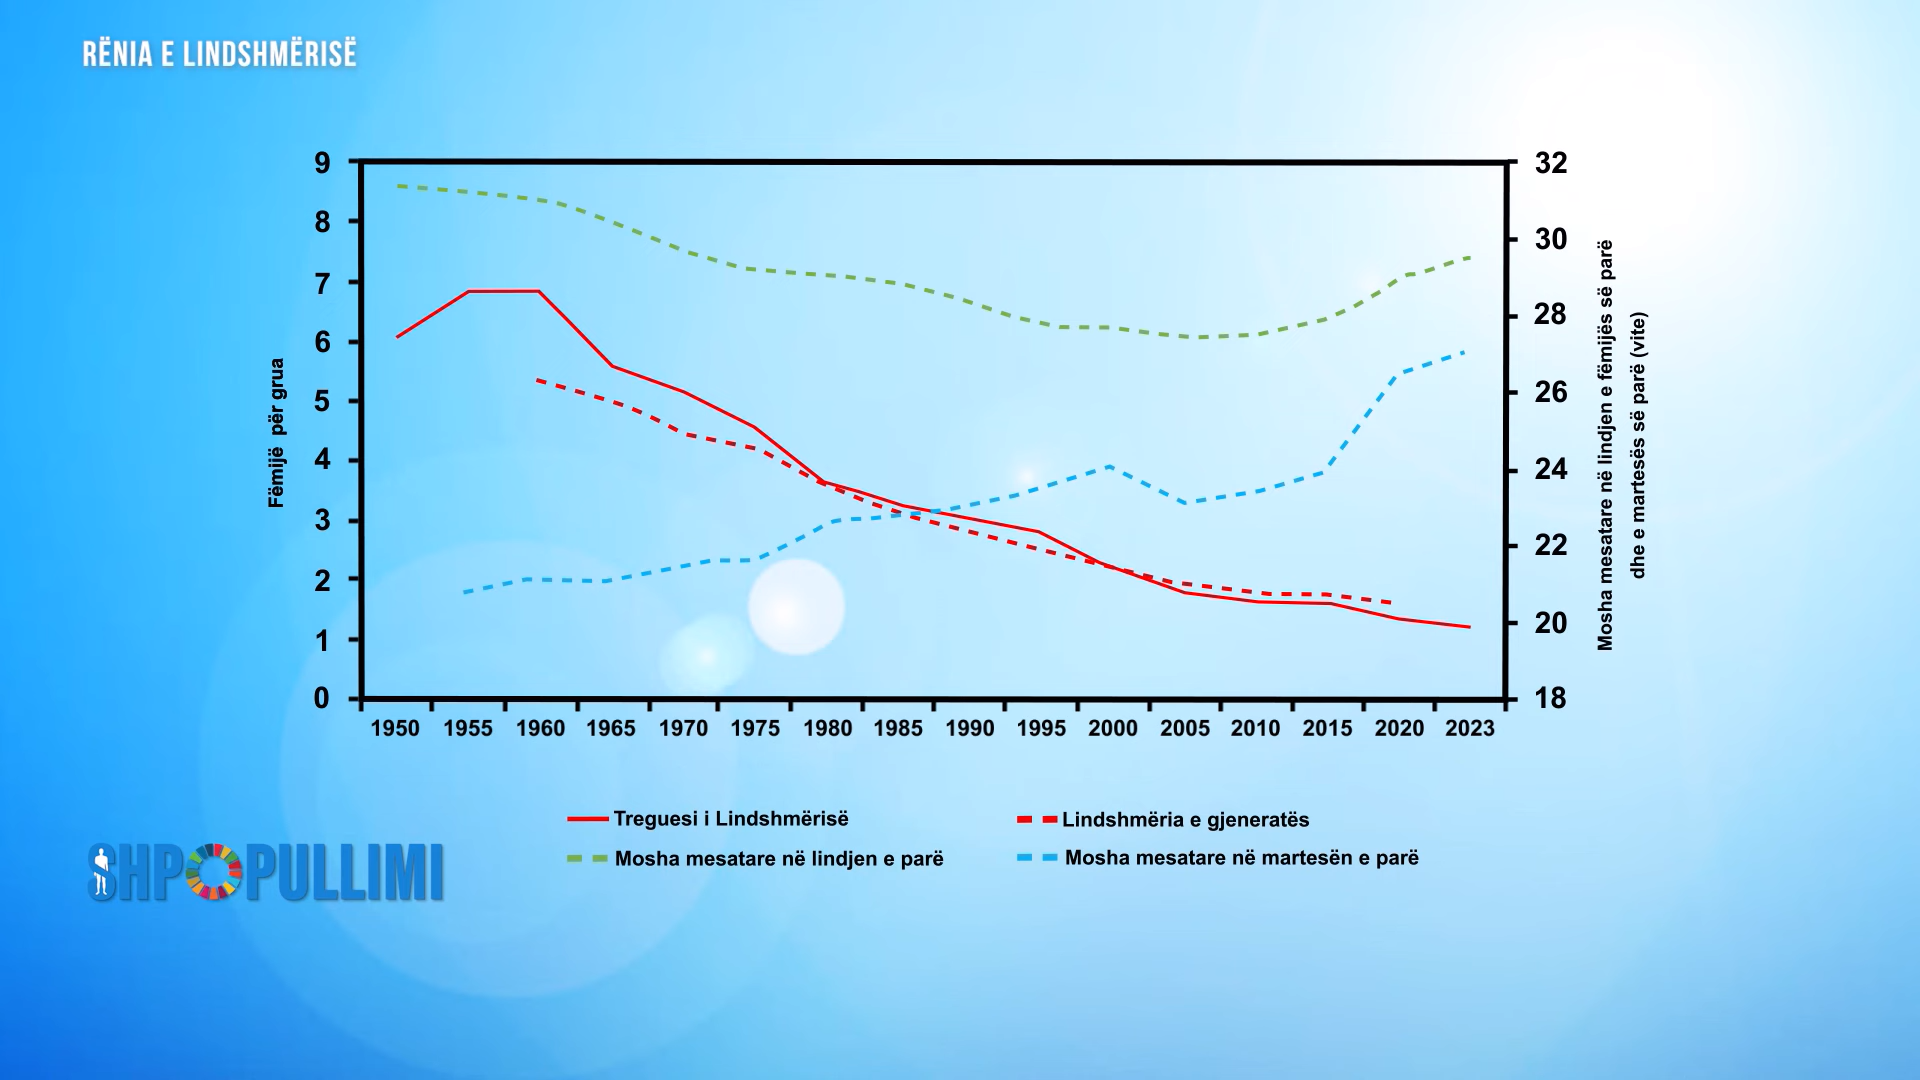 RËNIA E LINDSHMËRISË
9
8
7
6
5
4
3
2
1
0
Fëmijë për grua
32
30
28
26
24
22
20
18
Mosha mesatare në lindjen e fëmijës së parë
dhe e martesës së parë (vite)
1950 1955 1960 1965 1970 1975 1980 1985 1990 1995 2000 2005 2010 2015 2020 2023
Treguesi i Lindshmërisë
Lindshmëria e gjeneratës
Mosha mesatare në lindjen e parë
Mosha mesatare në martesën e parë
SHPOPULLIMI